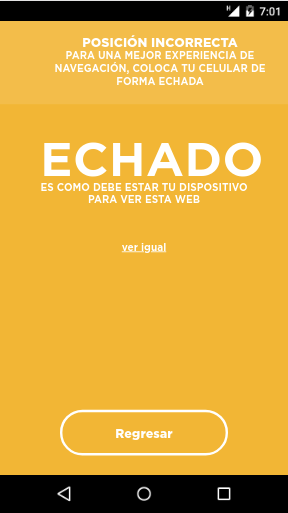 7:01
POSICIÓN INCORRECTA
PARA UNA MEJOR EXPERIENCIA DE
NAVEGACIÓN, COLOCA TU CELULAR DE
FORMA ECHADA
ECHADO
ES COMO DEBE ESTAR TU DISPOSITIVO
PARA VER ESTA WEB
ver igual
Regresar